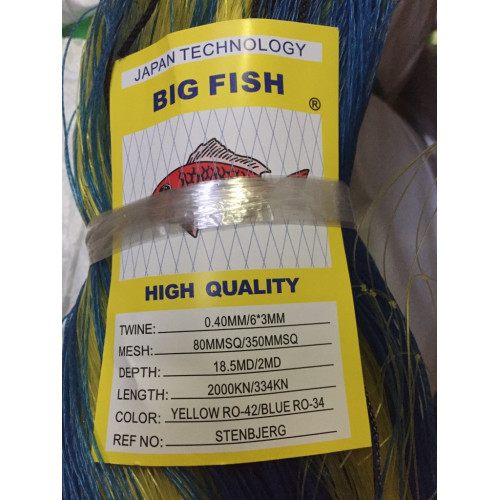 JAPAN TECHNOLOGY
BIG FISH
®
HIGH QUALITY
TWINE: 0.40MM/6*3MM
MESH: 80MMSQ/350MMSQ
DEPTH: 18.5MD/2MD
LENGTH: 2000KN/334KN
COLOR: YELLOW RO-42/BLUE RO-34
REF NO: STENBJERG